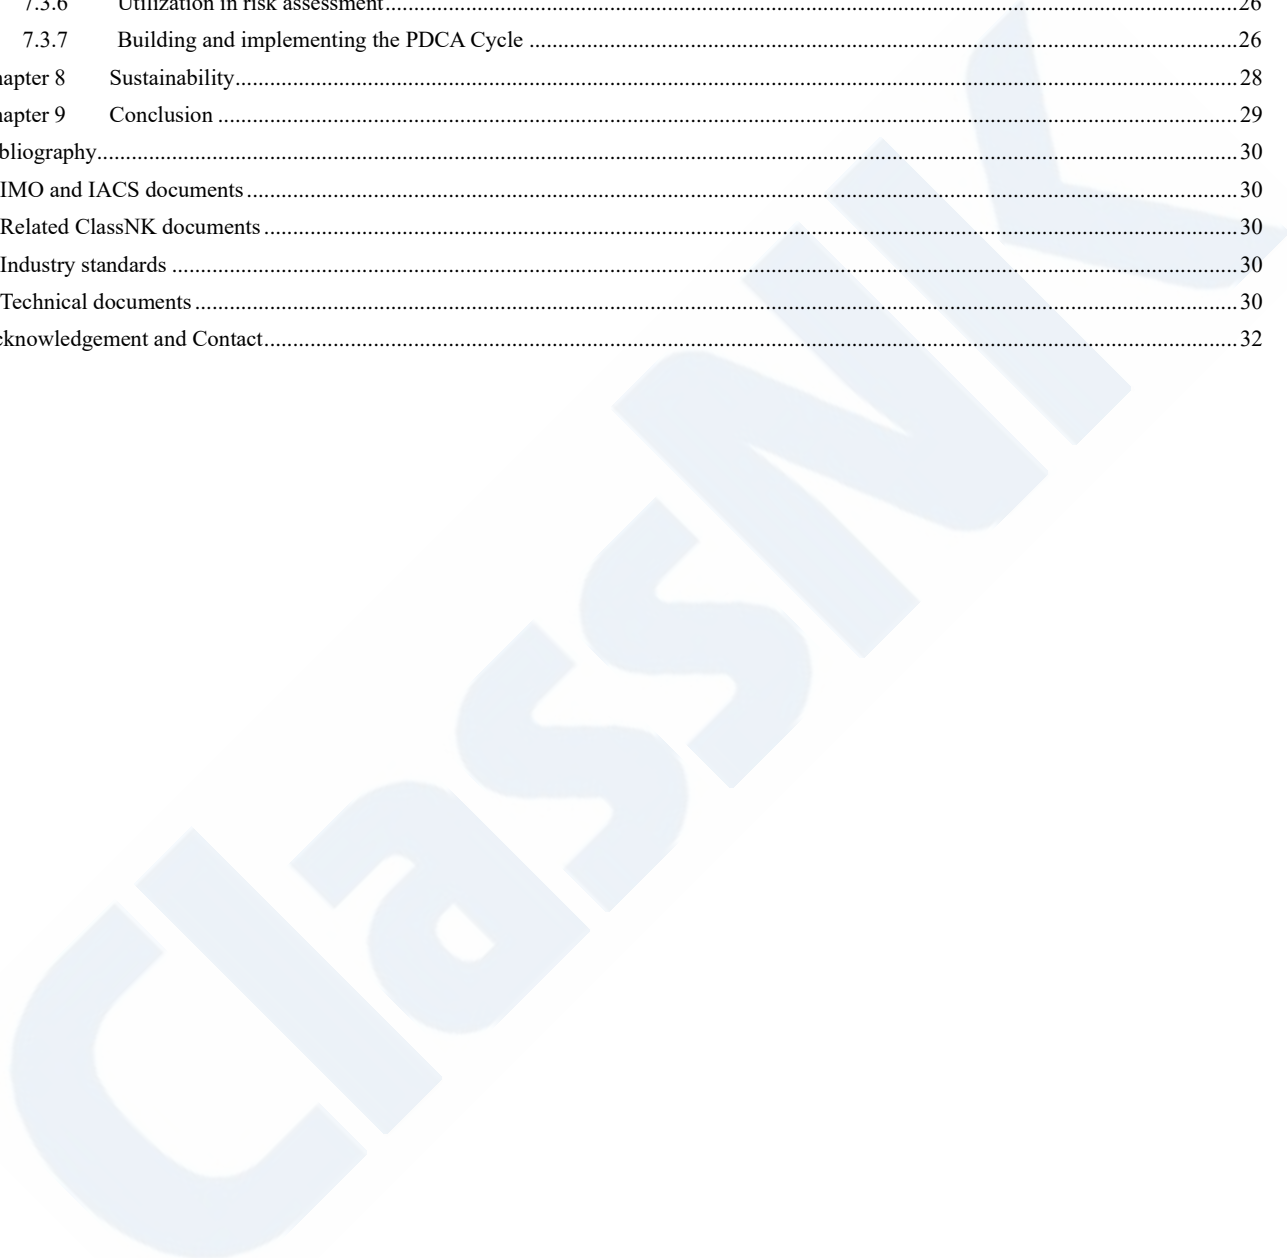 7.3.6 Utilization in risk assessment....................26
7.3.7 Building and implementing the PDCA Cycle ....................26
apter 8 Sustainability....................28
apter 9 Conclusion ....................29
bliography....................30
IMO and IACS documents ....................30
Related ClassNK documents ....................30
Industry standards ....................30
Technical documents ....................30
cknowledgement and Contact....................32
ClassNK